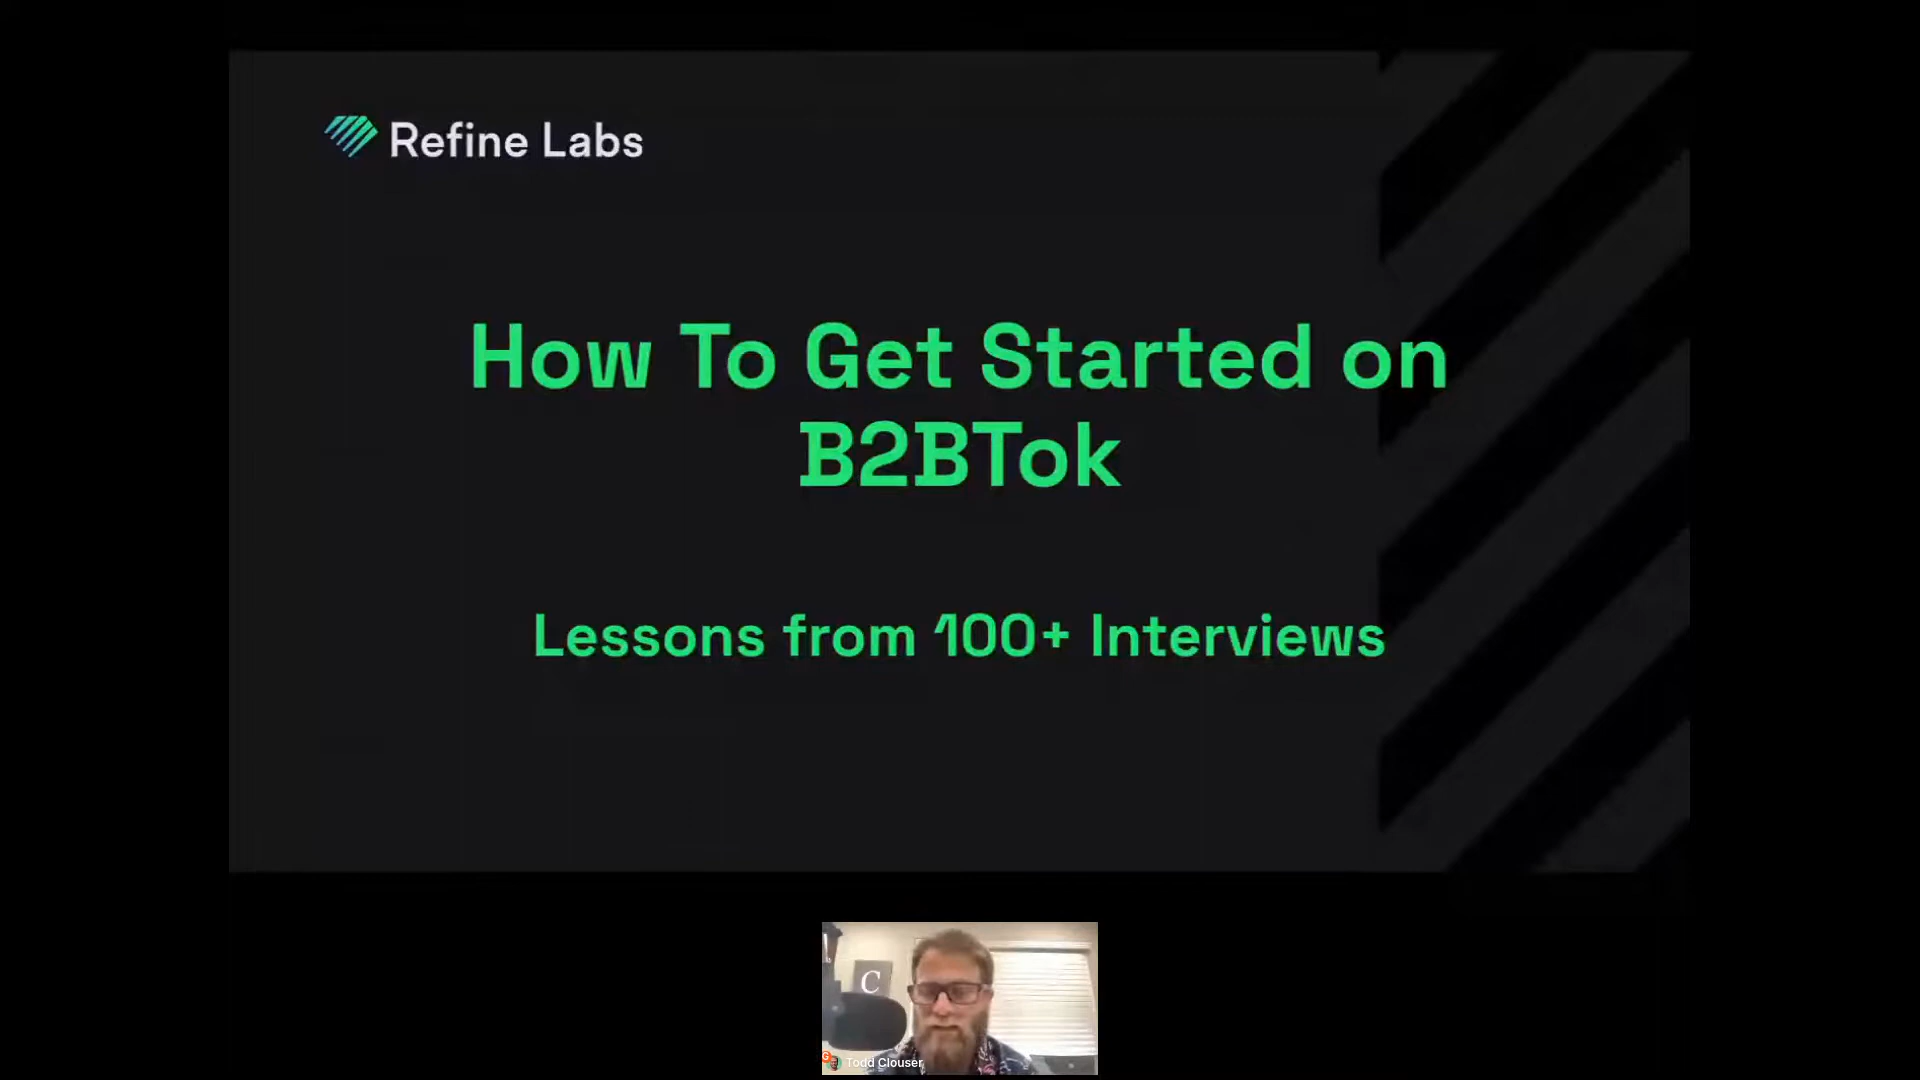 Refine Labs
How To Get Started on
B2BTok
Lessons from 100+ Interviews
C
Todd Clouser